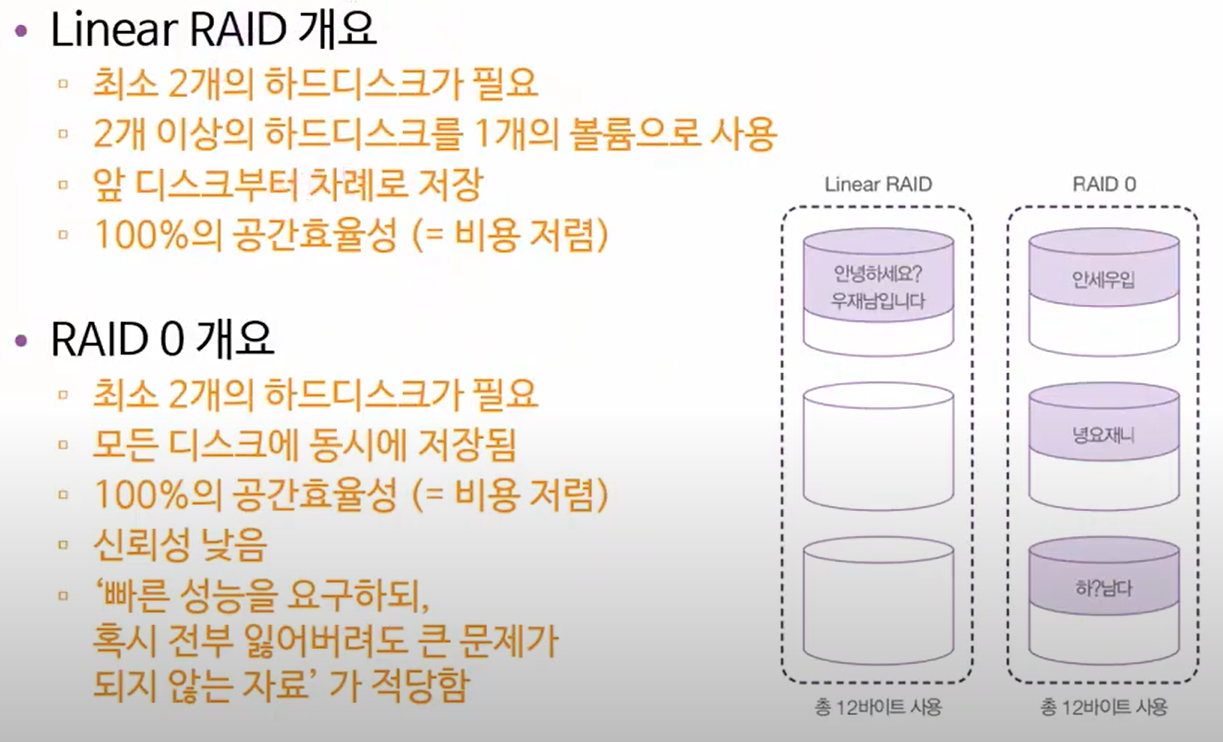 • Linear RAID 개요
▫ 최소 2개의 하드디스크가 필요
▫ 2개 이상의 하드디스크를 1개의 볼륨으로 사용
▫ 앞 디스크부터 차례로 저장
▫ 100%의 공간효율성 (= 비용 저렴)
• RAID 0 개요
▫ 최소 2개의 하드디스크가 필요
▫ 모든 디스크에 동시에 저장됨
▫ 100%의 공간효율성 (= 비용 저렴)
▫ 신뢰성 낮음
▫ ‘빠른 성능을 요구하되,
혹시 전부 잃어버려도 큰 문제가
되지 않는 자료’ 가 적당함
Linear RAID
안녕하세요?
우재남입니다
총 12바이트 사용
RAID 0
안세우입
녕요재니
하?남다
총 12바이트 사용